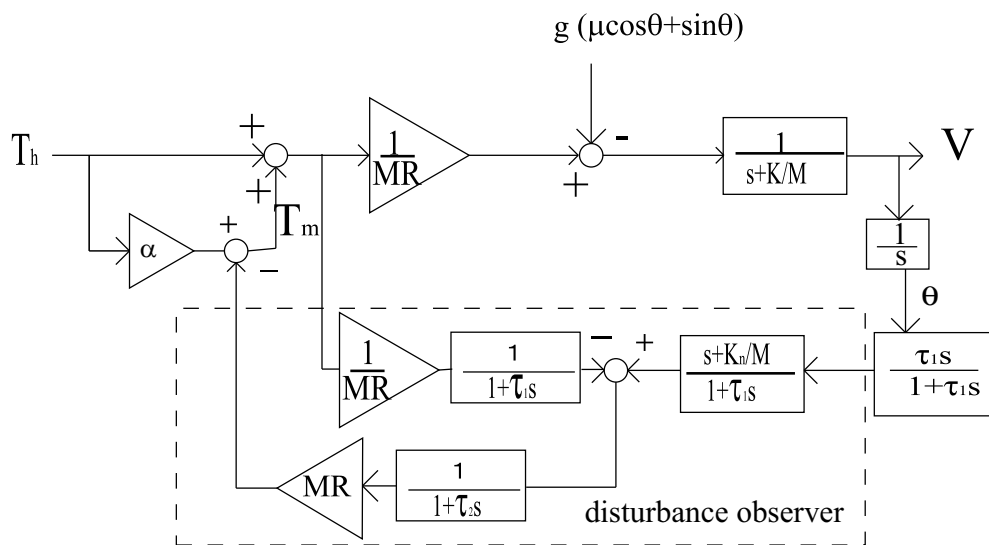 g (μcosθ+sinθ)
T_h
+
+
1/MR
+
-
1/(s+K/M)
V
α
+
-
T_m
1/s
θ
1/MR
1/(1+τ₁s)
-
+
(s+K_n/M)/(1+τ₁s)
τ₁s/(1+τ₁s)
MR
1/(1+τ₂s)
disturbance observer